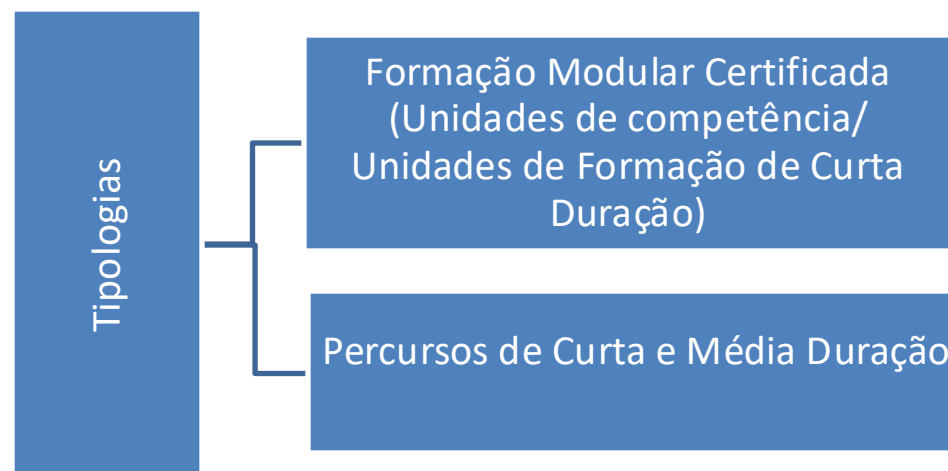 Tipologias
Formação Modular Certificada
(Unidades de competência/
Unidades de Formação de Curta
Duração)
Percursos de Curta e Média Duração